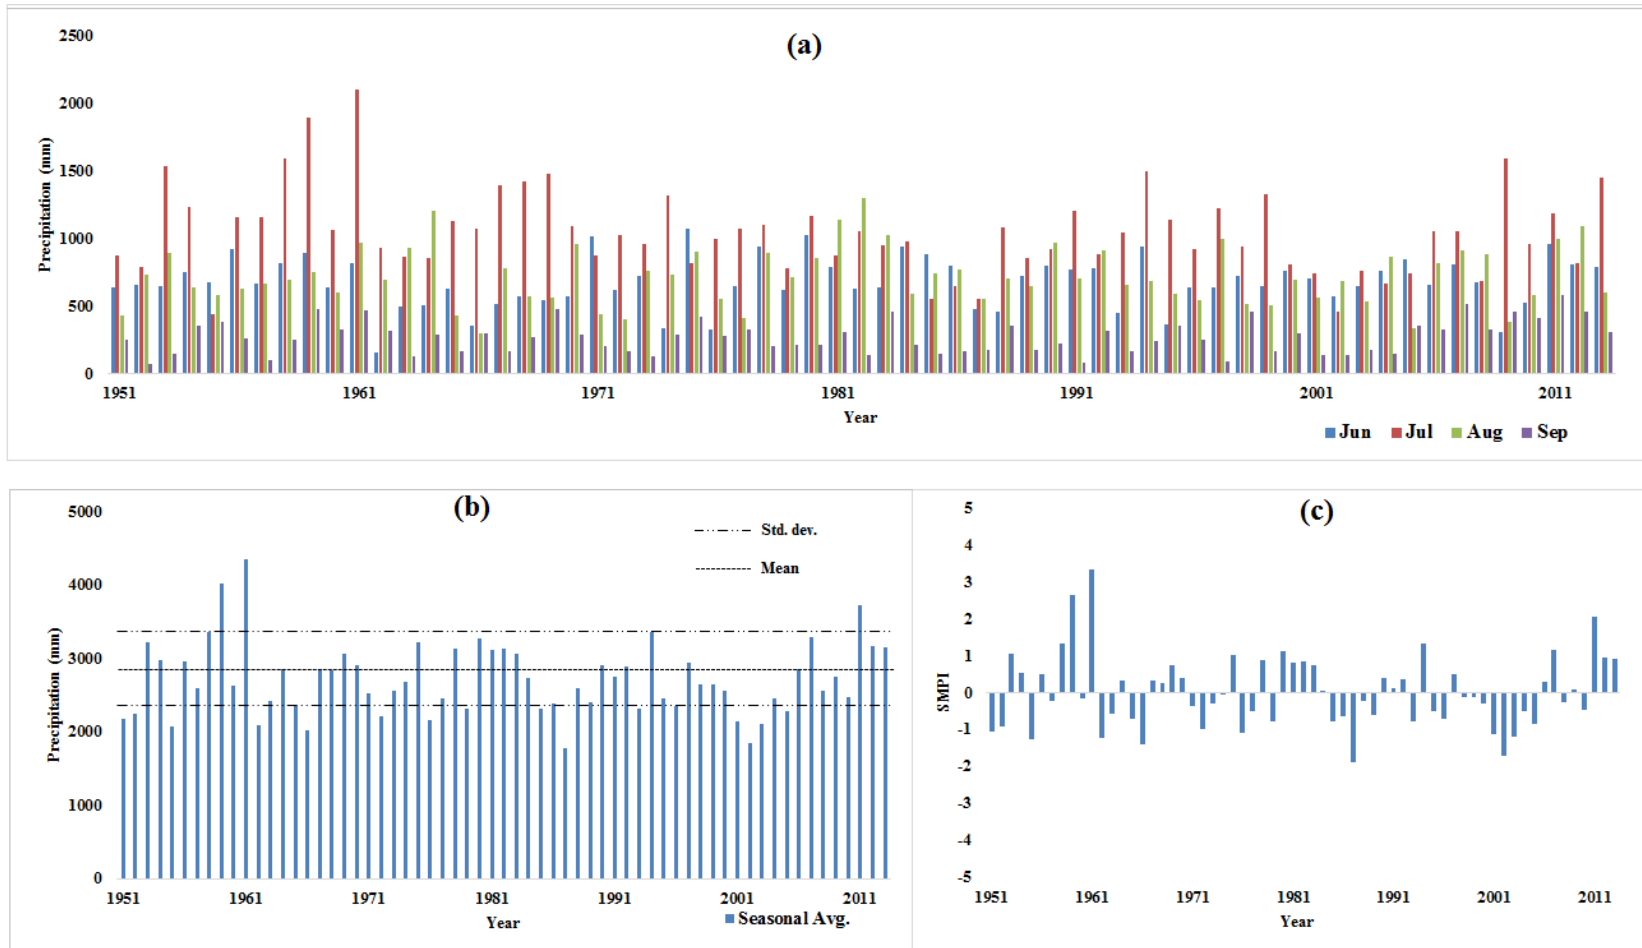 (a)
Precipitation (mm)
2500
2000
1500
1000
500
0
1951 1961 1971 1981 1991 2001 2011
Year
Jun Jul Aug Sep
(b)
Precipitation (mm)
5000
4000
3000
2000
1000
0
Std. dev.
Mean
1951 1961 1971 1981 1991 2001 2011
Year
Seasonal Avg.
(c)
SMPI
5
4
3
2
1
0
-1
-2
-3
-4
-5
1951 1961 1971 1981 1991 2001 2011
Year